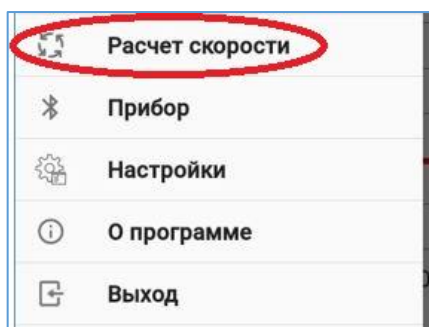 Расчет скорости
Прибор
Настройки
О программе
Выход